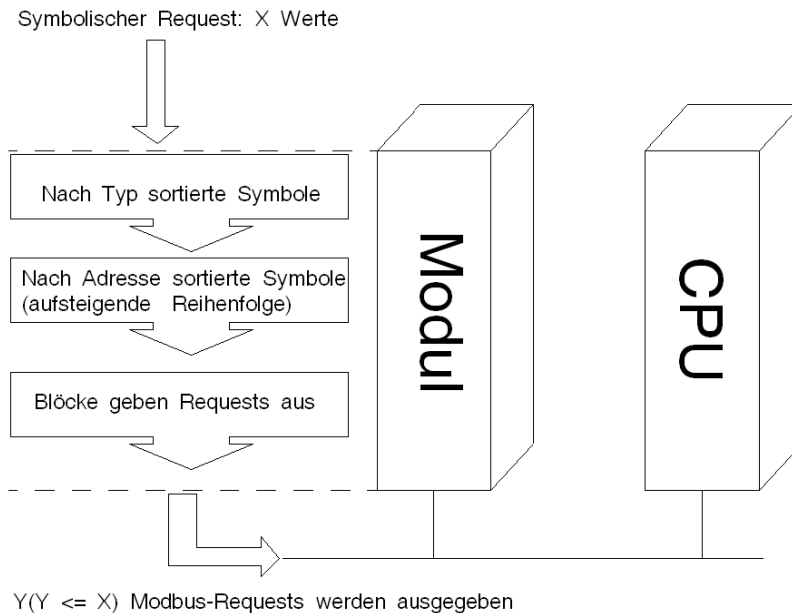 Symbolischer Request: X Werte
Nach Typ sortierte Symbole
Nach Adresse sortierte Symbole
(aufsteigende Reihenfolge)
Blöcke geben Requests aus
Modul
CPU
Y(Y <= X) Modbus-Requests werden ausgegeben